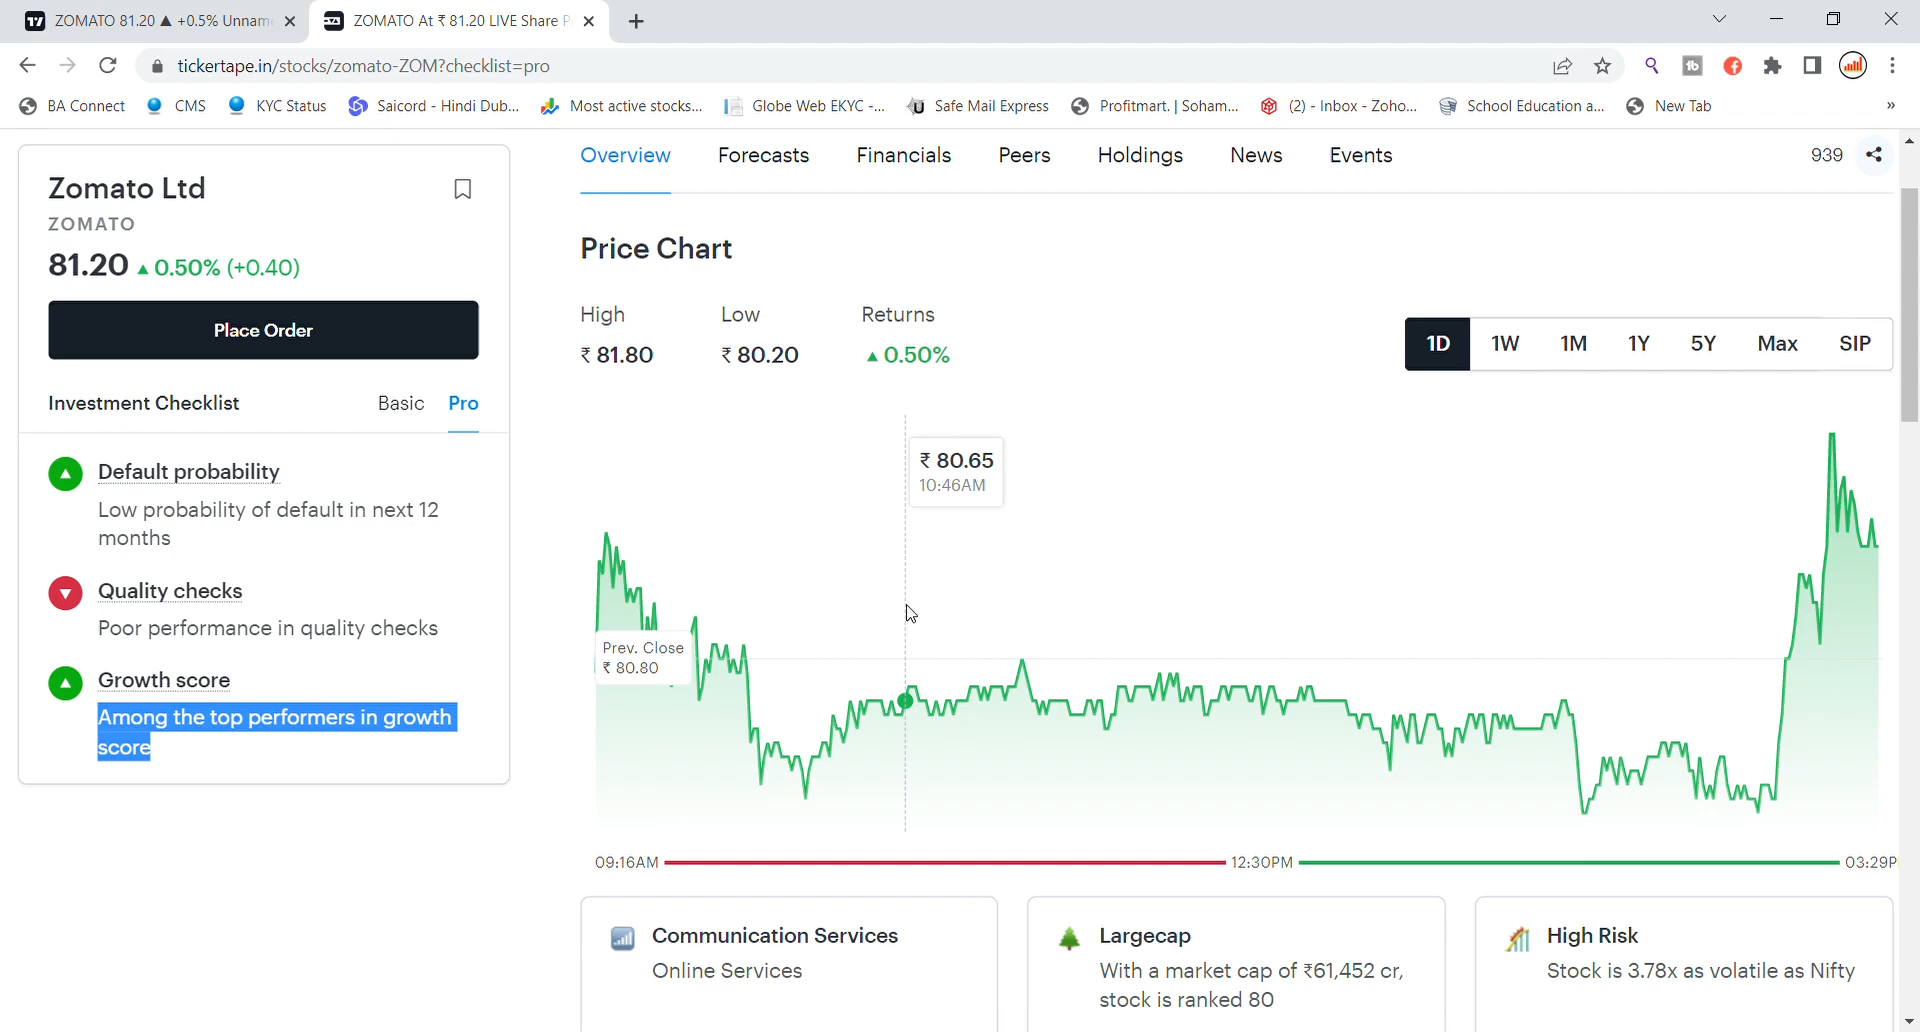 ZOMATO 81.20 ▲ +0.5% Unnam
ZOMATO At ₹ 81.20 LIVE Share P
tickertape.in/stocks/zomato-ZOM?checklist=pro
BA Connect
CMS
KYC Status
Saicord - Hindi Dub...
Most active stocks...
Globe Web EKYC -...
Safe Mail Express
Profitmart. | Soham...
(2) - Inbox - Zoho...
School Education a...
New Tab
»
Zomato Ltd
ZOMATO
81.20 ▲ 0.50% (+0.40)
Place Order
Investment Checklist
Basic
Pro
Default probability
Low probability of default in next 12
months
Quality checks
Poor performance in quality checks
Growth score
Among the top performers in growth
score
Overview
Forecasts
Financials
Peers
Holdings
News
Events
939
Price Chart
High
Low
Returns
₹ 81.80
₹ 80.20
▲ 0.50%
1D
1W
1M
1Y
5Y
Max
SIP
₹ 80.65
10:46AM
Prev. Close
₹ 80.80
09:16AM
12:30PM
03:29P
Communication Services
Online Services
Largecap
With a market cap of ₹61,452 cr,
stock is ranked 80
High Risk
Stock is 3.78x as volatile as Nifty